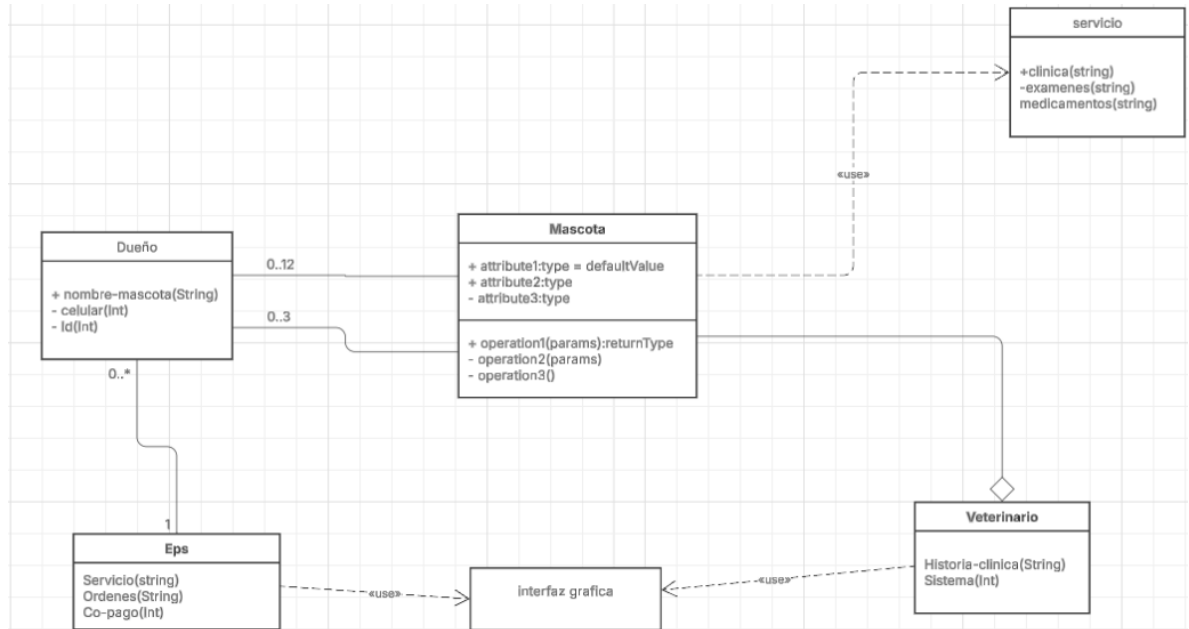 servicio
+clinica(string)
-examenes(string)
medicamentos(string)
«use»
Dueño
+ nombre-mascota(String)
- celular(Int)
- Id(Int)
0..12
0..3
0..*
Mascota
+ attribute1:type = defaultValue
+ attribute2:type
- attribute3:type
+ operation1(params):returnType
- operation2(params)
- operation3()
1
Eps
Servicio(string)
Ordenes(String)
Co-pago(Int)
«use»
interfaz grafica
«use»
Veterinario
Historia-clinica(String)
Sistema(Int)